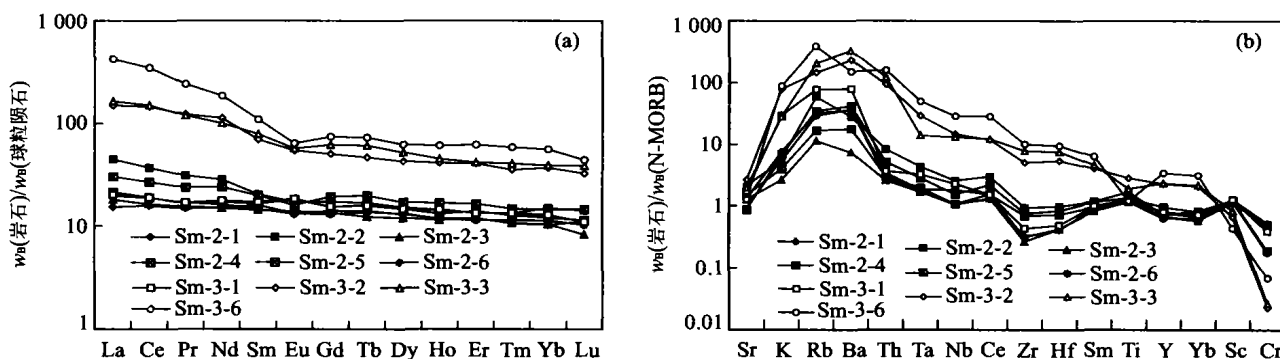 1 000
100
10
1
w_B(岩石)/w_B(球粒陨石)
(a)
Sm-2-1 Sm-2-2 Sm-2-3
Sm-2-4 Sm-2-5 Sm-2-6
Sm-3-1 Sm-3-2 Sm-3-3
Sm-3-6
La Ce Pr Nd Sm Eu Gd Tb Dy Ho Er Tm Yb Lu
1 000
100
10
1
0.1
0.01
w_B(岩石)/w_B(N-MORB)
(b)
Sm-2-1 Sm-2-2 Sm-2-3
Sm-2-4 Sm-2-5 Sm-2-6
Sm-3-1 Sm-3-2 Sm-3-3
Sm-3-6
Sr K Rb Ba Th Ta Nb Ce Zr Hf Sm Ti Y Yb Sc Cr